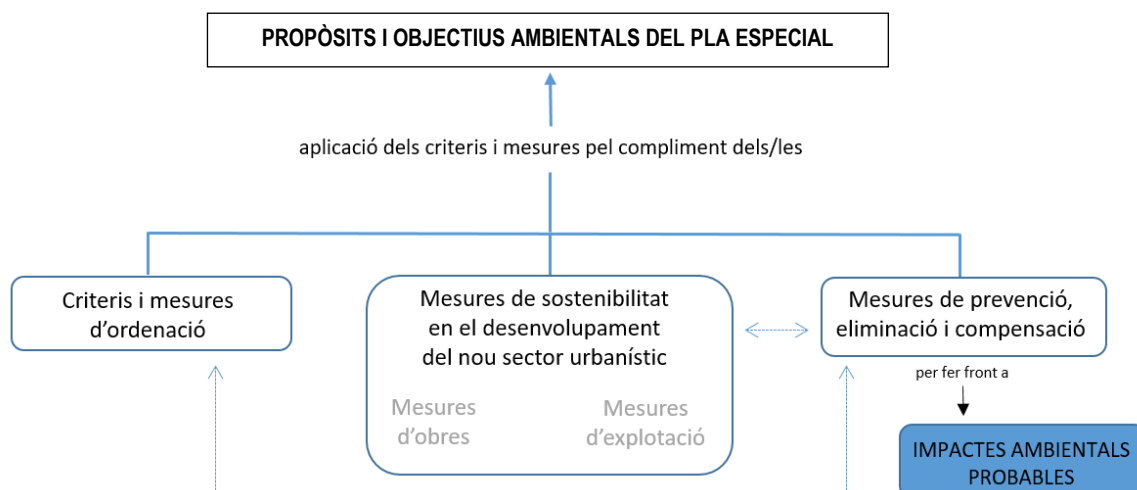 PROPÒSITS I OBJECTIUS AMBIENTALS DEL PLA ESPECIAL
aplicació dels criteris i mesures pel compliment dels/les
Criteris i mesures
d’ordenació
Mesures de sostenibilitat
en el desenvolupament
del nou sector urbanístic
Mesures
d’obres
Mesures
d’explotació
Mesures de prevenció,
eliminació i compensació
per fer front a
IMPACTES AMBIENTALS
PROBABLES